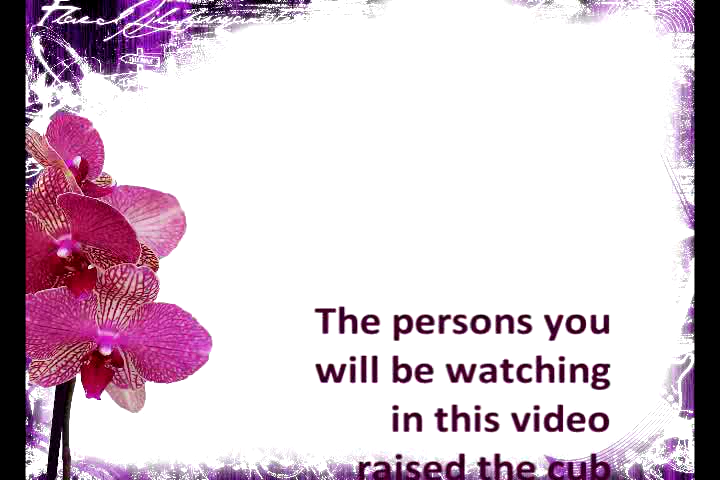 The persons you
will be watching
in this video
raised the cub